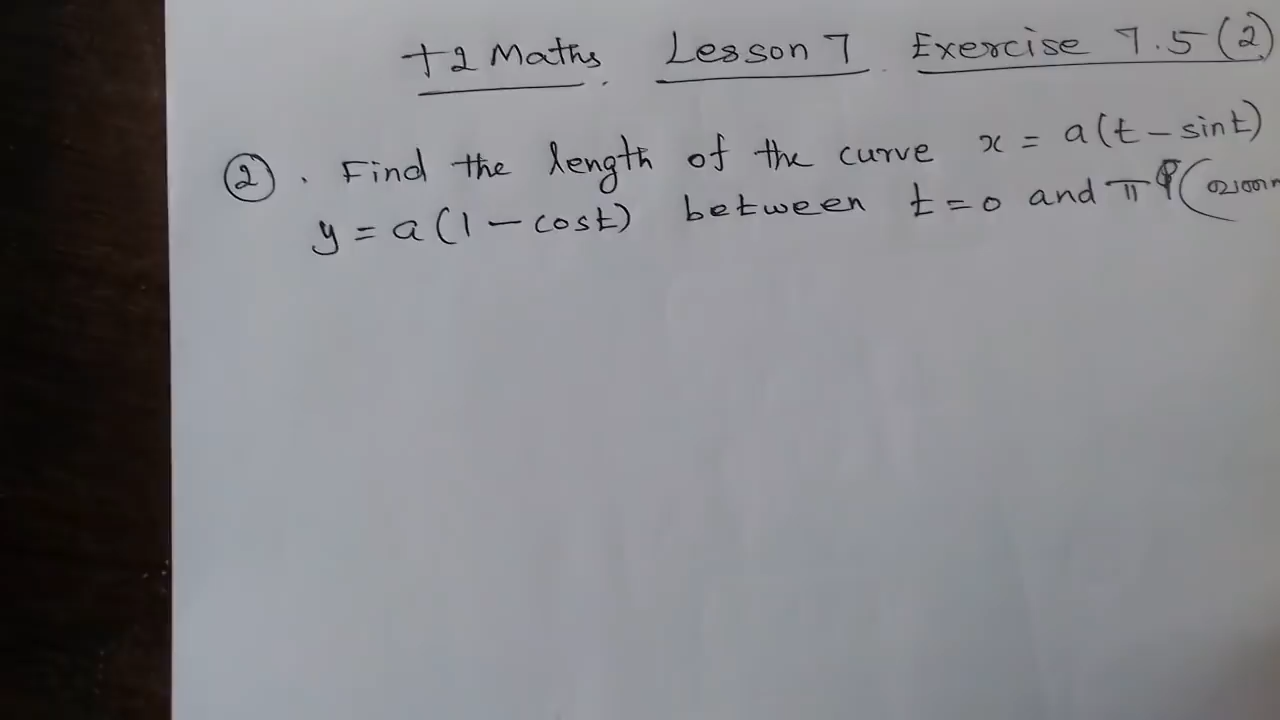 +2 Maths. Lesson 7. Exercise 7.5 (2)
② . Find the length of the curve x = a(t - sint)
y = a(1 - cost) between t = 0 and π